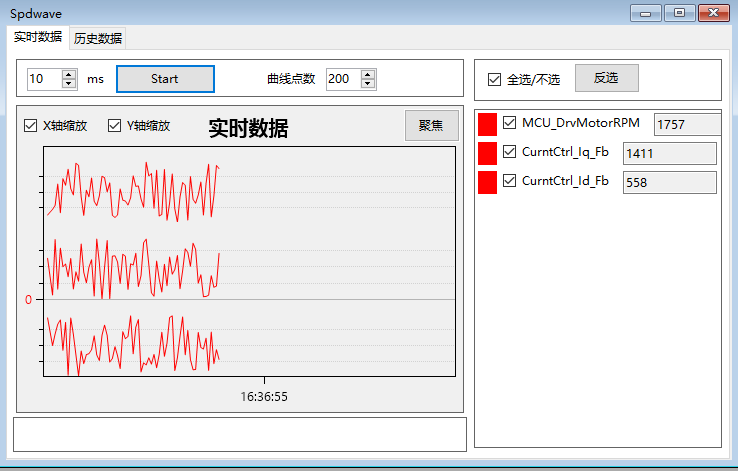 Spdwave
实时数据 历史数据
10 ms Start 曲线点数 200
全选/不选 反选
X轴缩放 Y轴缩放 实时数据 聚焦
0
16:36:55
MCU_DrvMotorRPM 1757
CurntCtrl_Iq_Fb 1411
CurntCtrl_Id_Fb 558